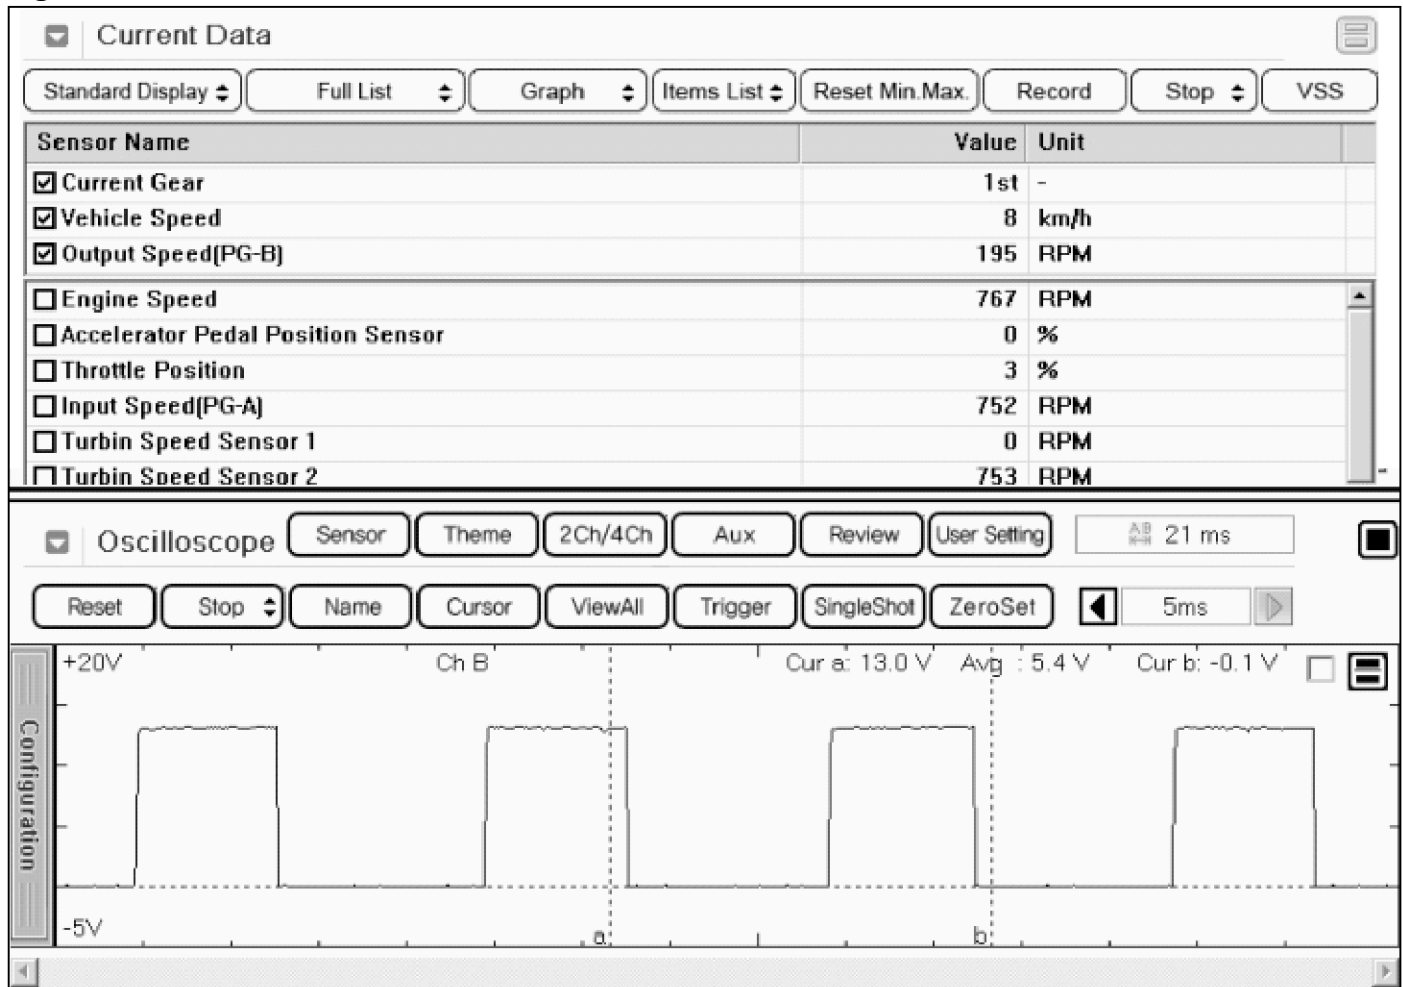 Current Data
Standard Display Full List Graph Items List Reset Min.Max. Record Stop VSS
Sensor Name Value Unit
Current Gear 1st -
Vehicle Speed 8 km/h
Output Speed(PG-B) 195 RPM
Engine Speed 767 RPM
Accelerator Pedal Position Sensor 0 %
Throttle Position 3 %
Input Speed(PG-A) 752 RPM
Turbin Speed Sensor 1 0 RPM
Turbin Speed Sensor 2 753 RPM
Oscilloscope Sensor Theme 2Ch/4Ch Aux Review User Setting AB 21 ms
Reset Stop Name Cursor ViewAll Trigger SingleShot ZeroSet 5ms
+20V Ch B Cur a: 13.0 V Avg : 5.4 V Cur b: -0.1 V
Configuration
-5V a b